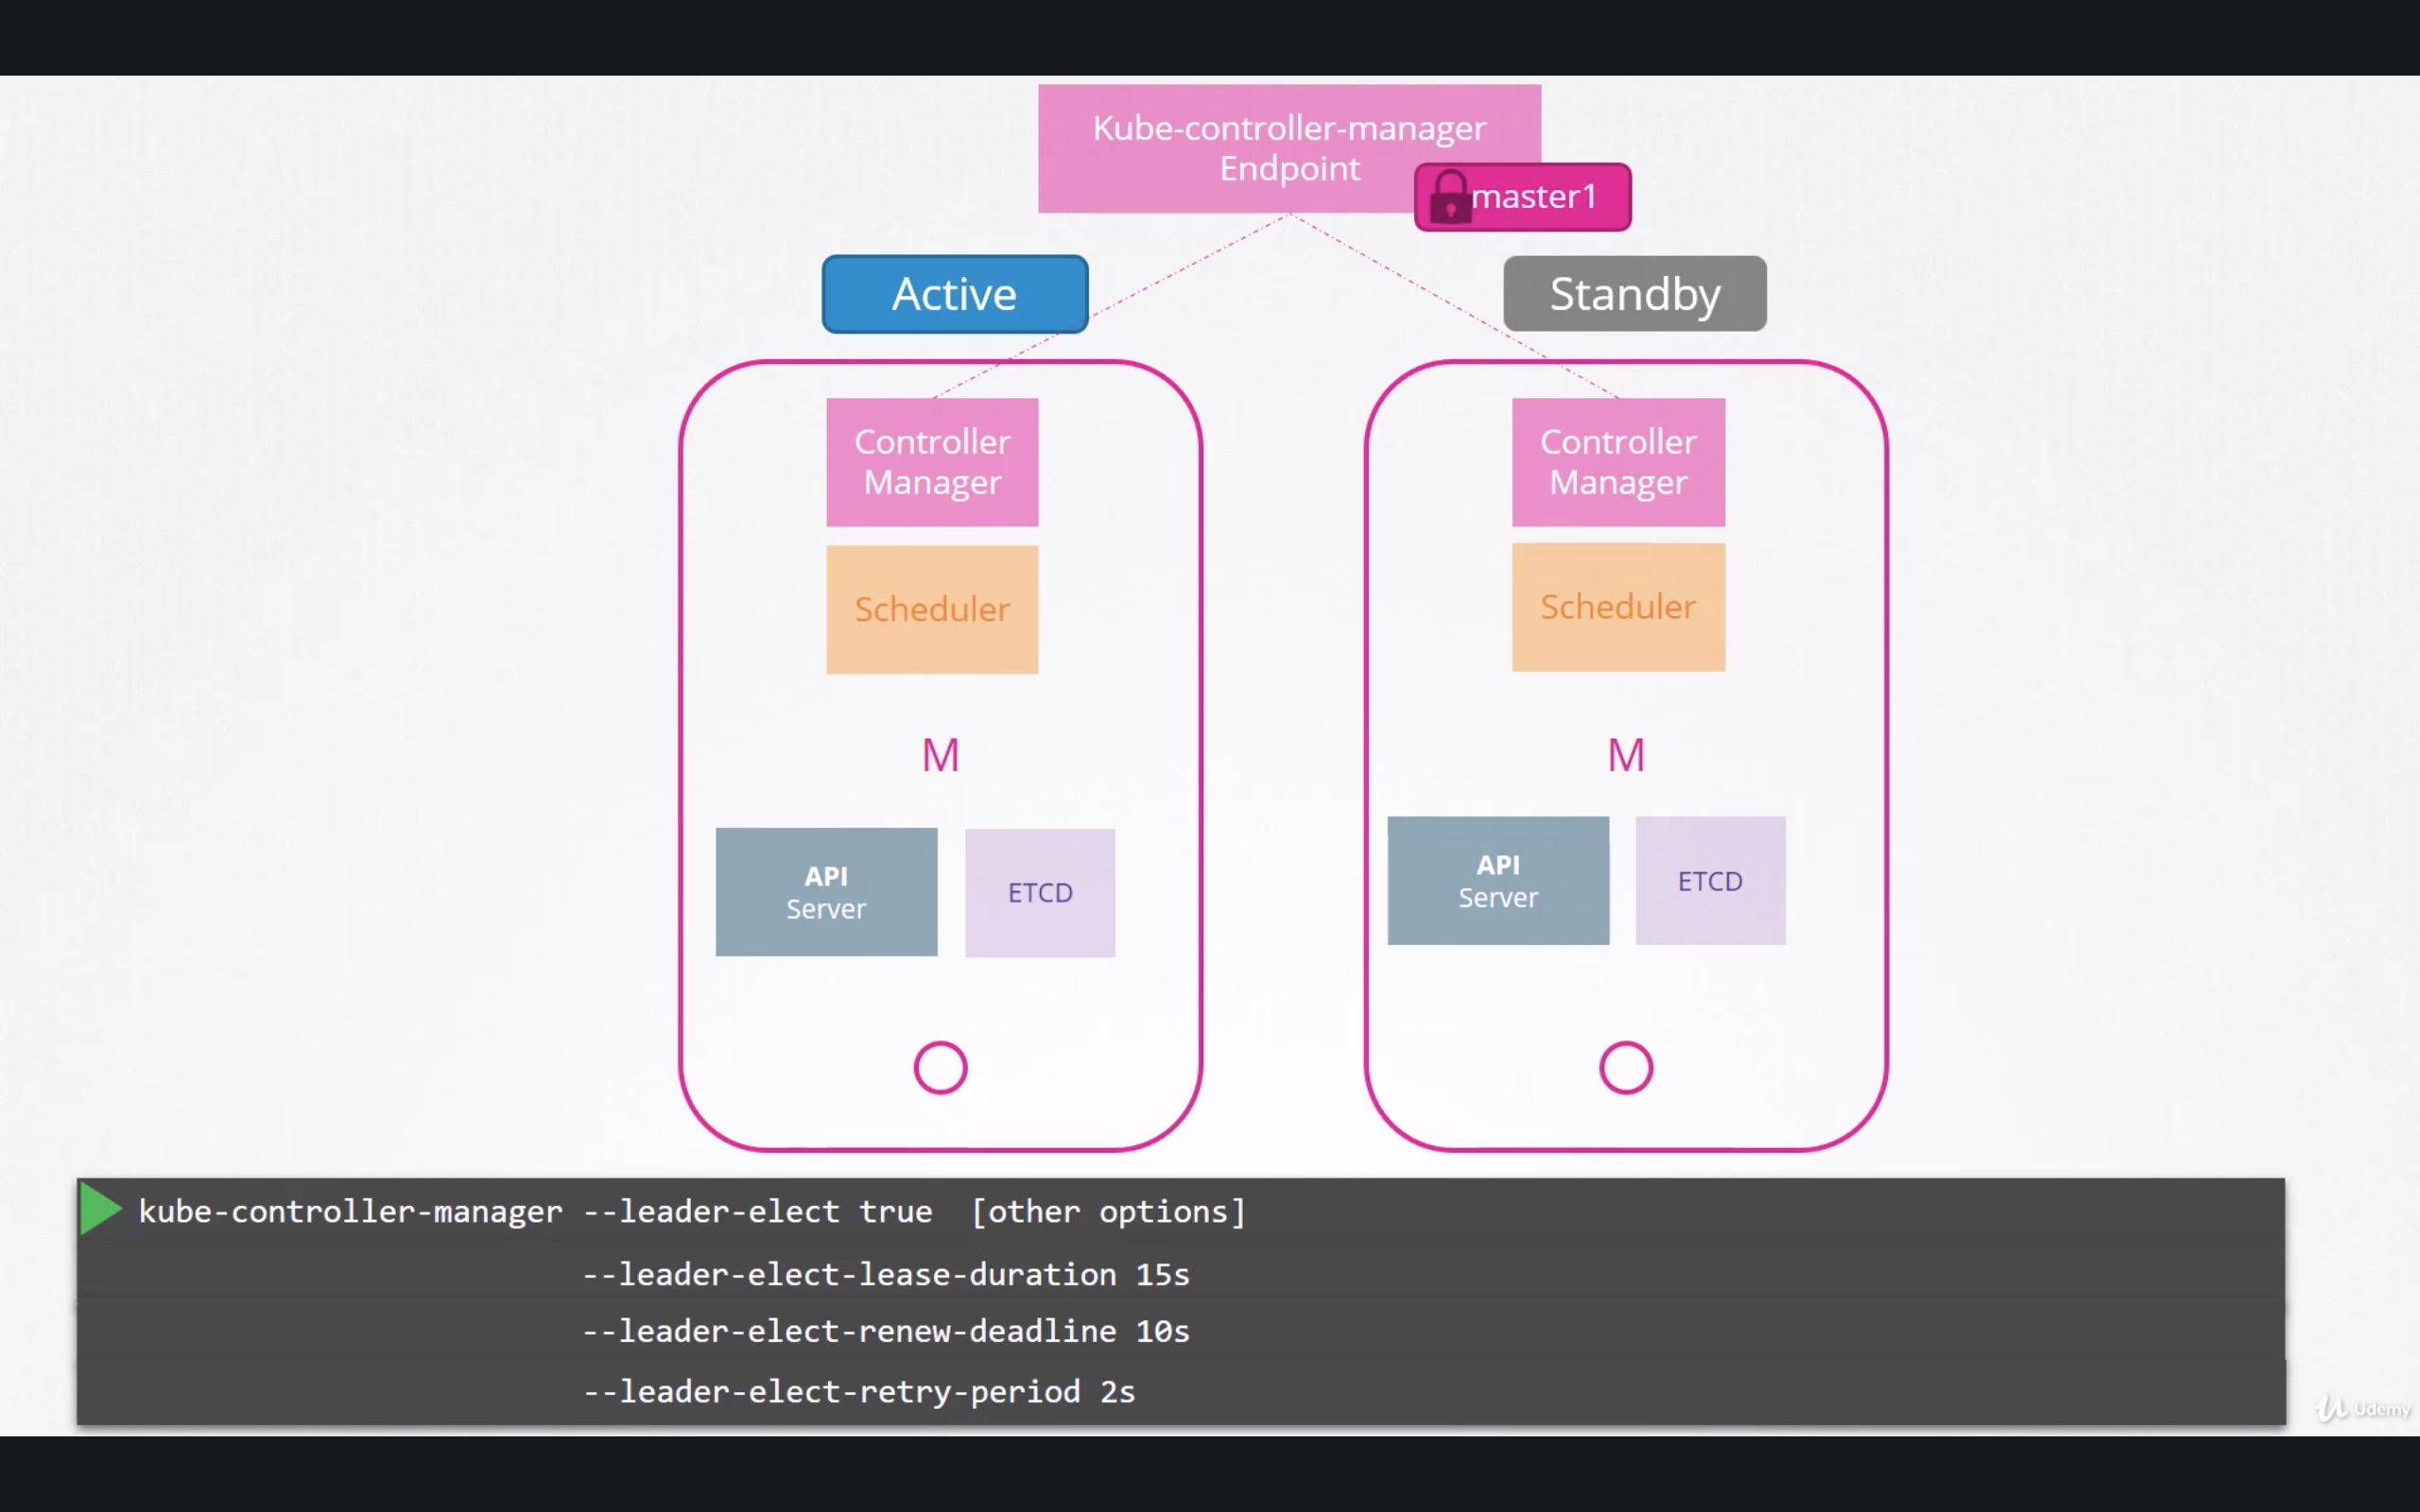 Kube-controller-manager
Endpoint
master1
Active
Standby
Controller
Manager
Scheduler
M
API
Server
ETCD
Controller
Manager
Scheduler
M
API
Server
ETCD
kube-controller-manager --leader-elect true [other options]
--leader-elect-lease-duration 15s
--leader-elect-renew-deadline 10s
--leader-elect-retry-period 2s
Udemy